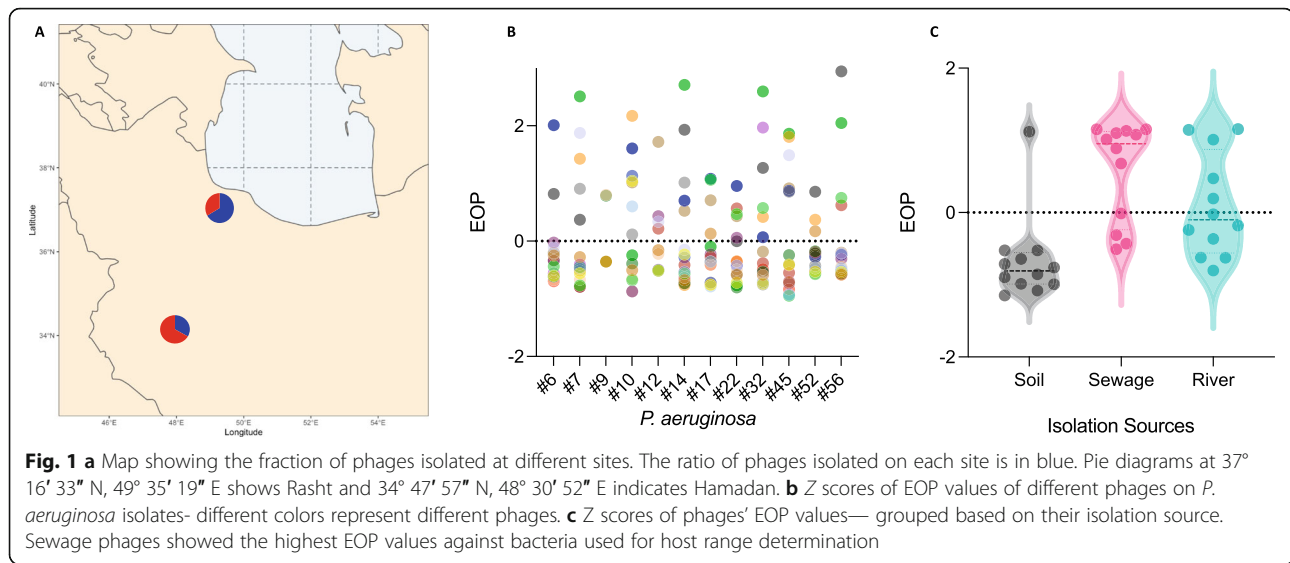 A
40°N
38°N
36°N
34°N
Latitude
46°E 48°E 50°E 52°E 54°E
Longitude
B
EOP
2
0
-2
#6 #7 #9 #10 #12 #14 #17 #22 #32 #45 #52 #56
P. aeruginosa
C
EOP
2
0
-2
Soil Sewage River
Isolation Sources
Fig. 1 a Map showing the fraction of phages isolated at different sites. The ratio of phages isolated on each site is in blue. Pie diagrams at 37°
16′ 33″ N, 49° 35′ 19″ E shows Rasht and 34° 47′ 57″ N, 48° 30′ 52″ E indicates Hamadan. b Z scores of EOP values of different phages on P.
aeruginosa isolates- different colors represent different phages. c Z scores of phages’ EOP values— grouped based on their isolation source.
Sewage phages showed the highest EOP values against bacteria used for host range determination